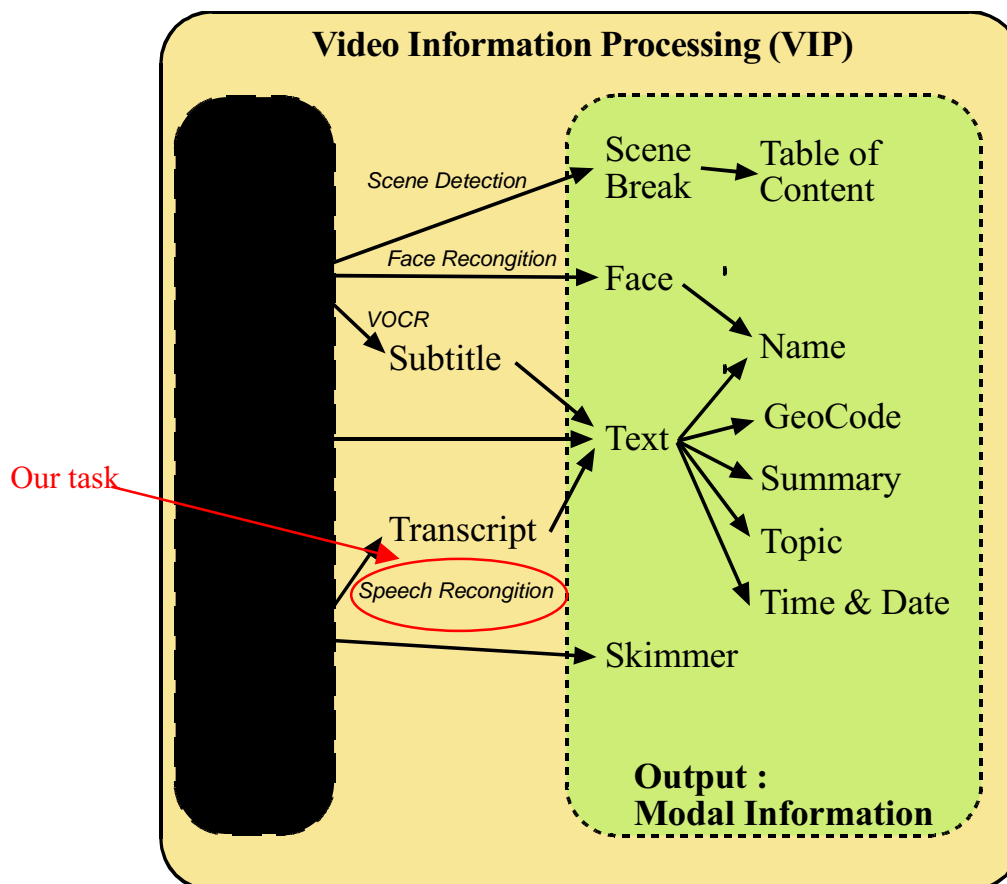 Video Information Processing (VIP)
Scene Detection
Scene
Break
Table of
Content
Face Recongition
Face
VOCR
Subtitle
Name
GeoCode
Text
Our task
Summary
Transcript
Topic
Speech Recongition
Time & Date
Skimmer
Output :
Modal Information